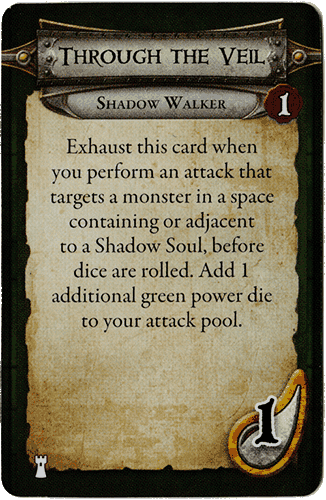 Through the Veil
Shadow Walker
1
Exhaust this card when
you perform an attack that
targets a monster in a space
containing or adjacent
to a Shadow Soul, before
dice are rolled. Add 1
additional green power die
to your attack pool.
1